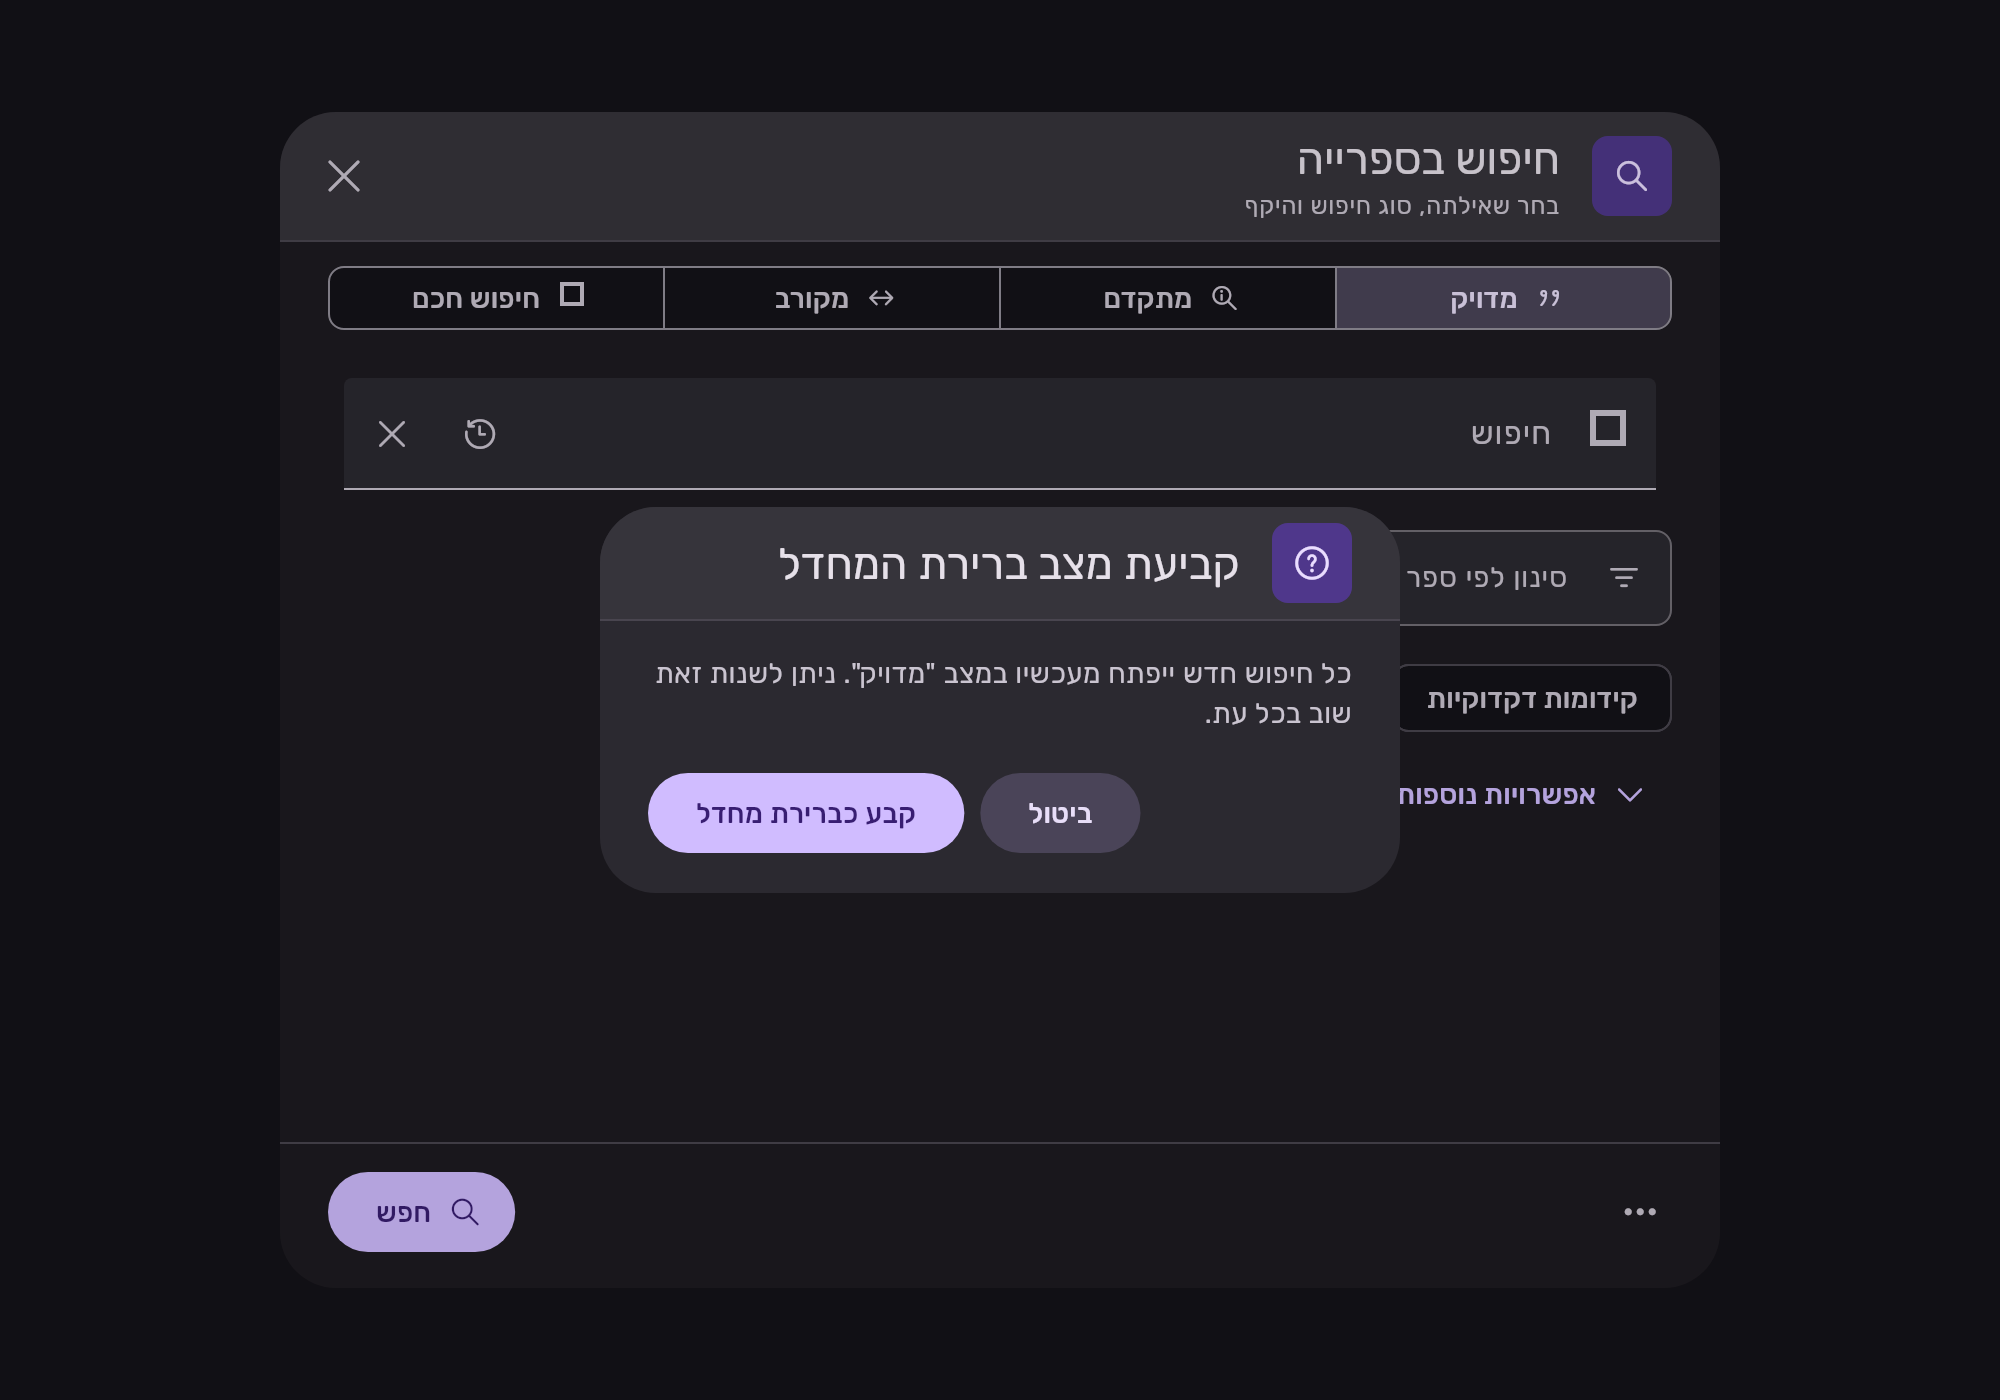 חיפוש בספרייה
בחר שאילתה, סוג חיפוש והיקף
מדויק
מתקדם
מקורב
חיפוש חכם
חיפוש
סינון לפי ספר
קידומות דקדוקיות
אפשרויות נוספות
קביעת מצב ברירת המחדל
כל חיפוש חדש ייפתח מעכשיו במצב "מדויק". ניתן לשנות זאת
שוב בכל עת.
ביטול
קבע כברירת מחדל
חפש